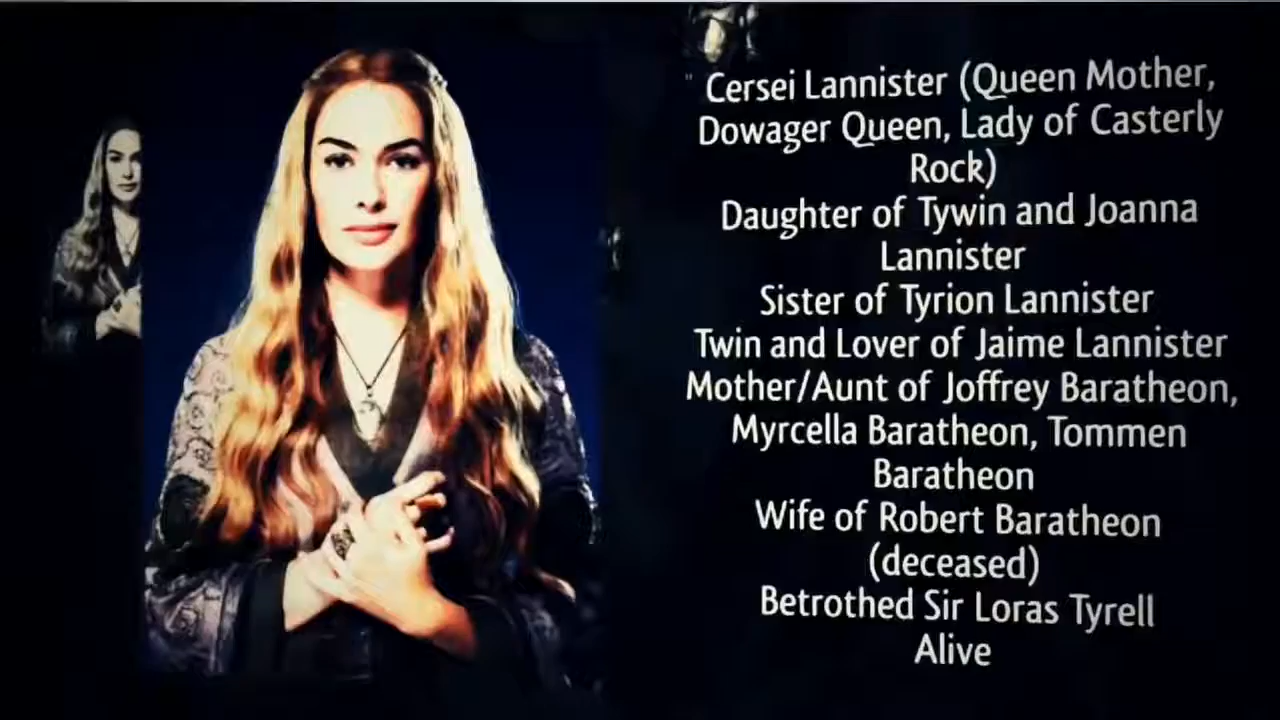 " Cersei Lannister (Queen Mother,
Dowager Queen, Lady of Casterly
Rock)
Daughter of Tywin and Joanna
Lannister
Sister of Tyrion Lannister
Twin and Lover of Jaime Lannister
Mother/Aunt of Joffrey Baratheon,
Myrcella Baratheon, Tommen
Baratheon
Wife of Robert Baratheon
(deceased)
Betrothed Sir Loras Tyrell
Alive